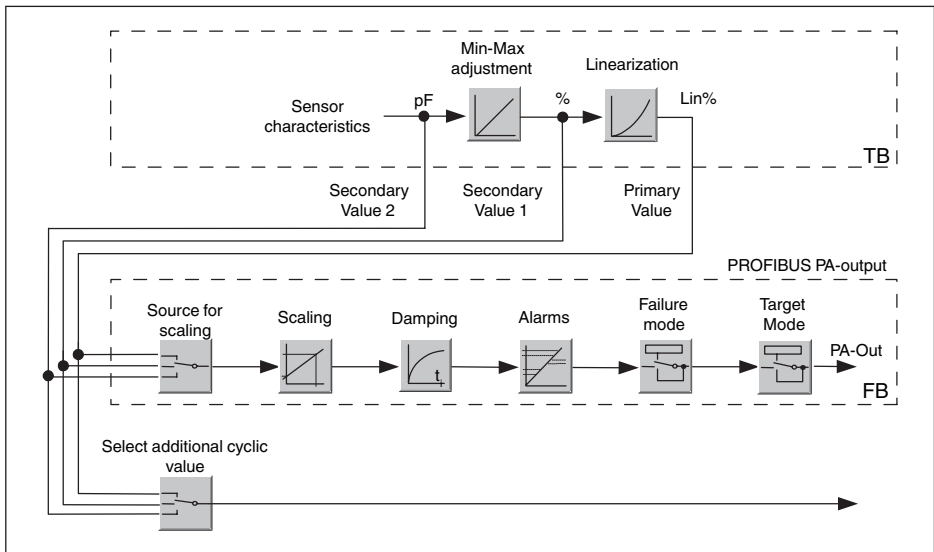 Min-Max
adjustment
Linearization
Sensor
characteristics
pF
%
Lin%
TB
Secondary
Value 2
Secondary
Value 1
Primary
Value
PROFIBUS PA-output
Source for
scaling
Scaling
Damping
Alarms
Failure
mode
Target
Mode
t
PA-Out
FB
Select additional cyclic
value